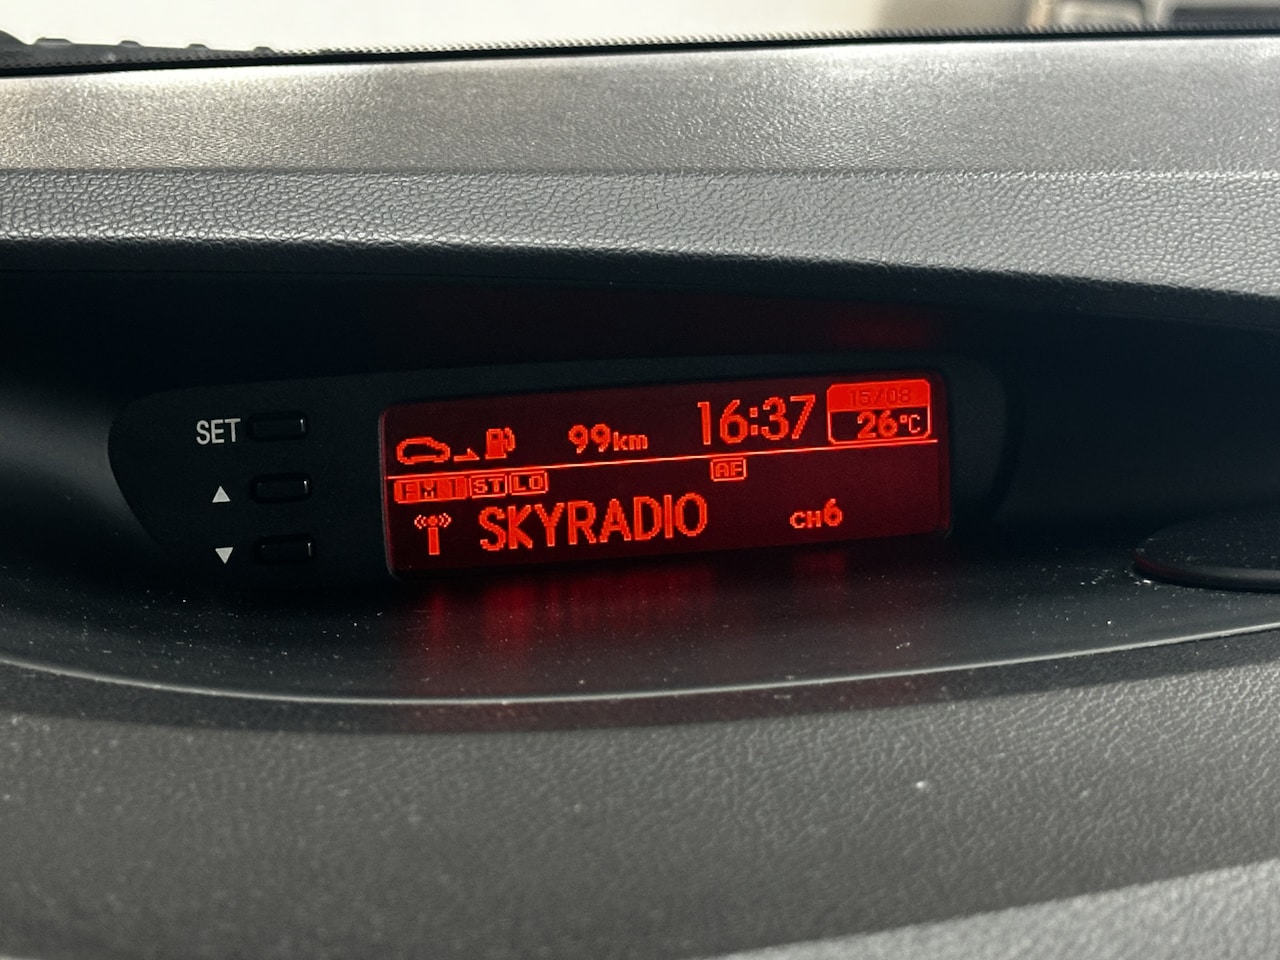 SET
▲
▼
99km 16:37 15/08
26°C
FM1 ST LO AF
SKYRADIO CH6